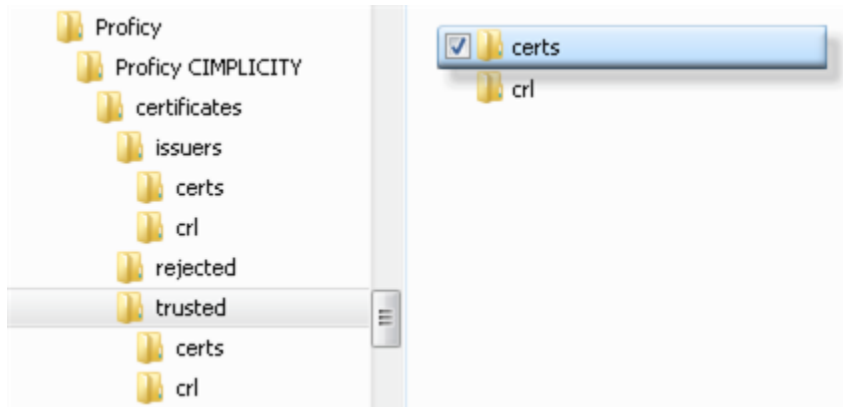 Proficy
Proficy CIMPLICITY
certificates
issuers
certs
crl
rejected
trusted
certs
crl
certs
crl